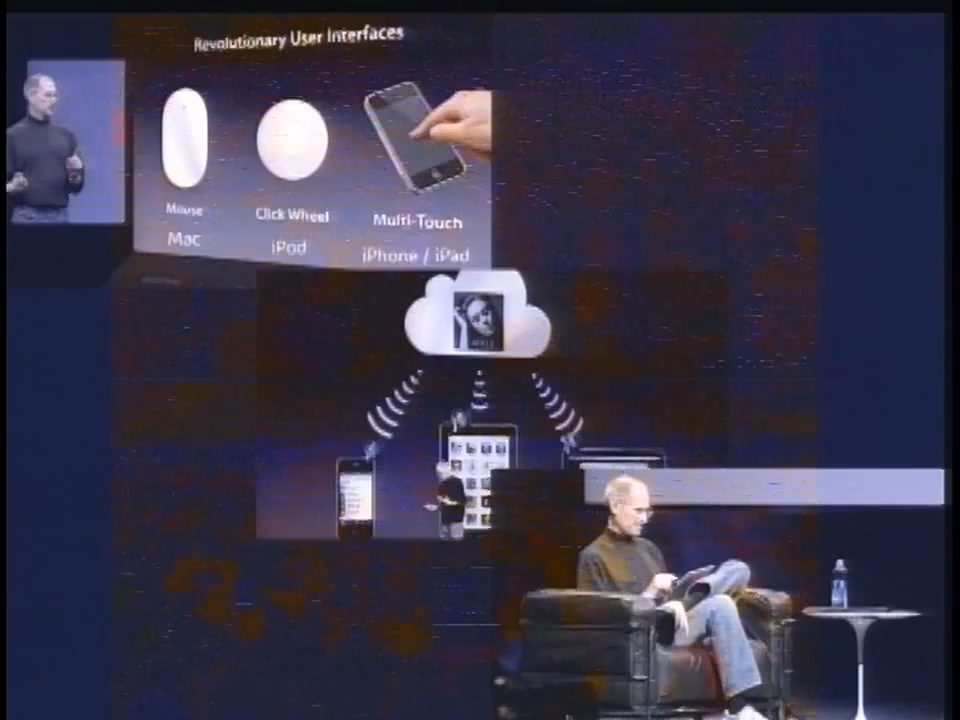 Revolutionary User Interfaces
Mouse
Click Wheel
Multi-Touch
Mac
iPod
iPhone / iPad